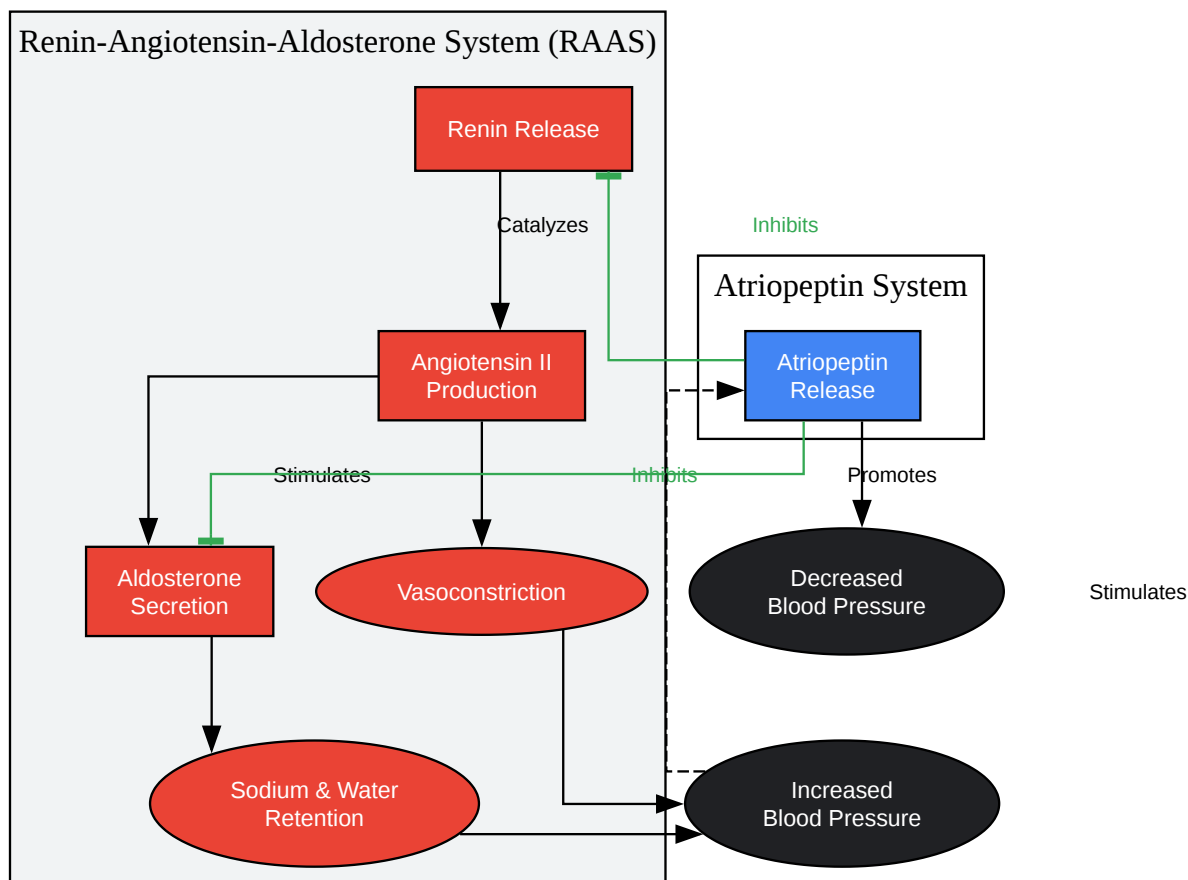 Renin-Angiotensin-Aldosterone System (RAAS)
Renin Release
Catalyzes
Inhibits
Atriopeptin System
Angiotensin II
Production
Atriopeptin
Release
Stimulates
Inhibits
Promotes
Aldosterone
Secretion
Vasoconstriction
Decreased
Blood Pressure
Stimulates
Sodium & Water
Retention
Increased
Blood Pressure